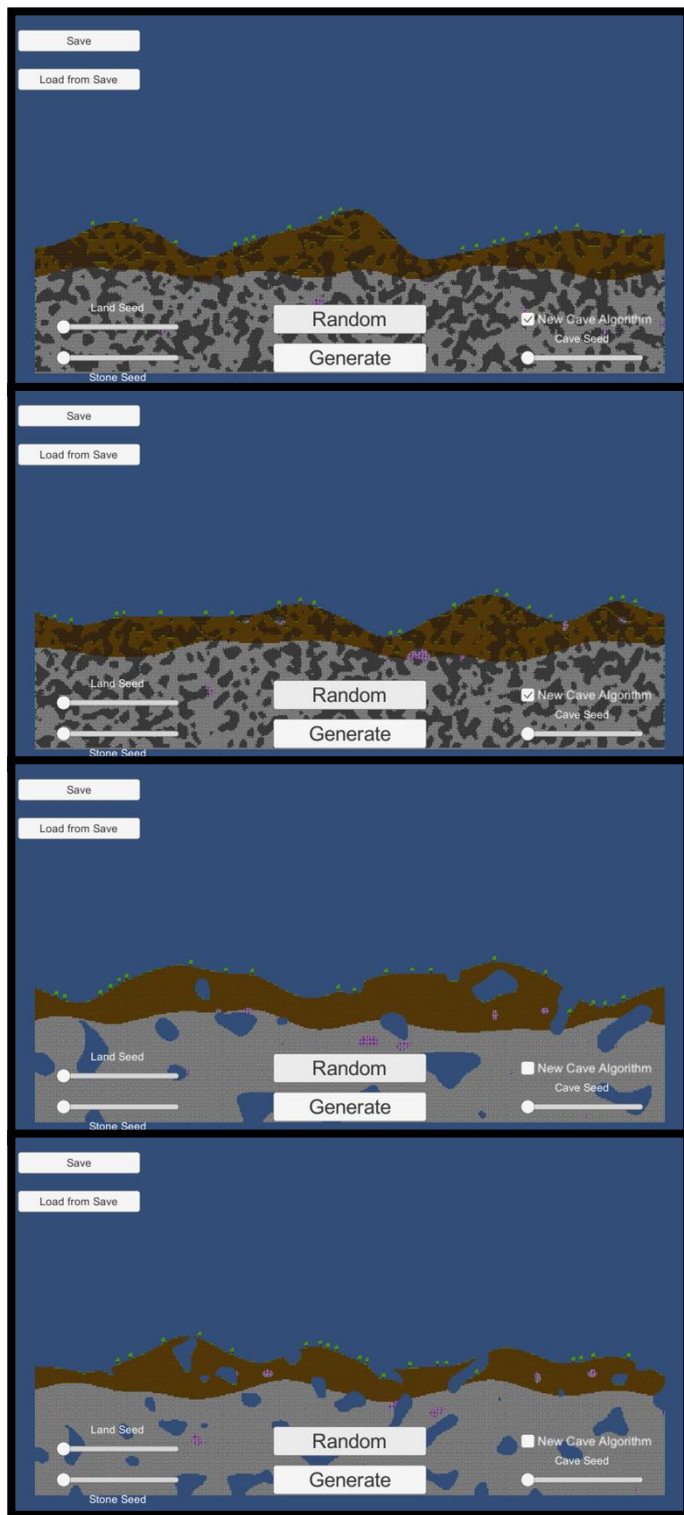 Save
Load from Save
Land Seed
Random
New Cave Algorithm
Cave Seed
Generate
Stone Seed
Save
Load from Save
Land Seed
Random
New Cave Algorithm
Cave Seed
Generate
Stone Seed
Save
Load from Save
Land Seed
Random
New Cave Algorithm
Cave Seed
Generate
Stone Seed
Save
Load from Save
Land Seed
Random
New Cave Algorithm
Cave Seed
Generate
Stone Seed